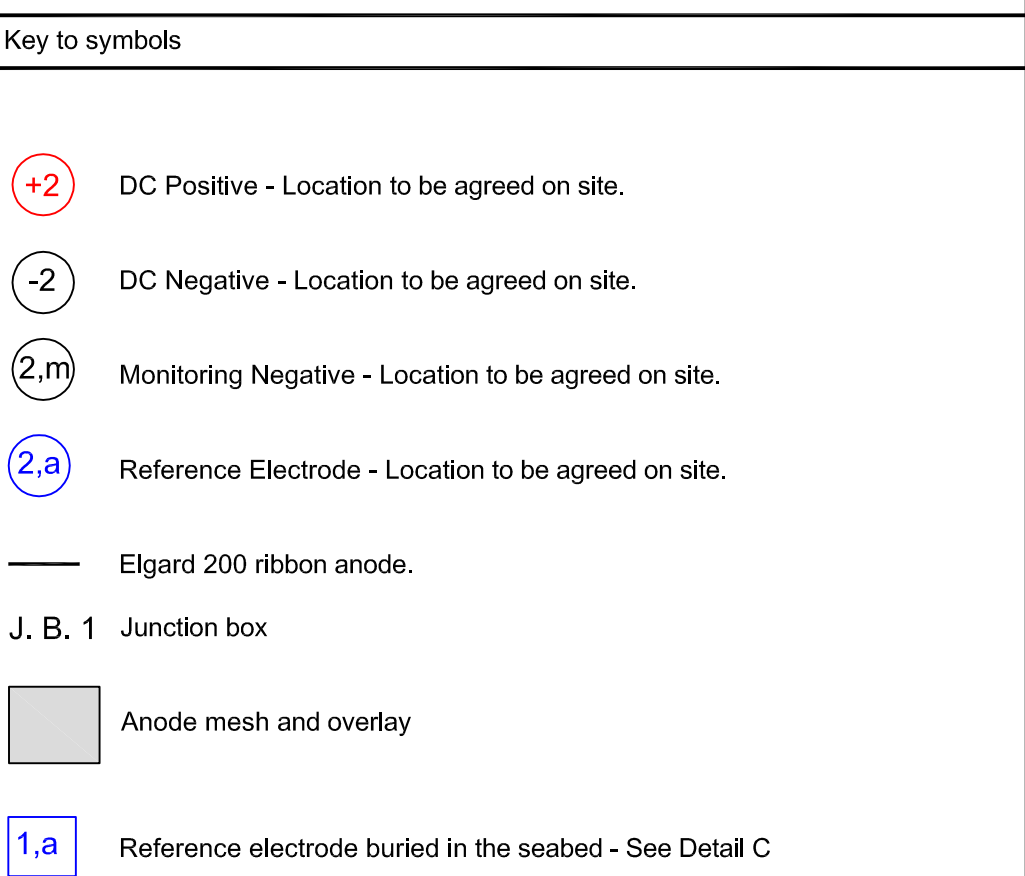 Key to symbols
+2 DC Positive - Location to be agreed on site.
-2 DC Negative - Location to be agreed on site.
2,m Monitoring Negative - Location to be agreed on site.
2,a Reference Electrode - Location to be agreed on site.
Elgard 200 ribbon anode.
J. B. 1 Junction box
Anode mesh and overlay
1,a Reference electrode buried in the seabed - See Detail C